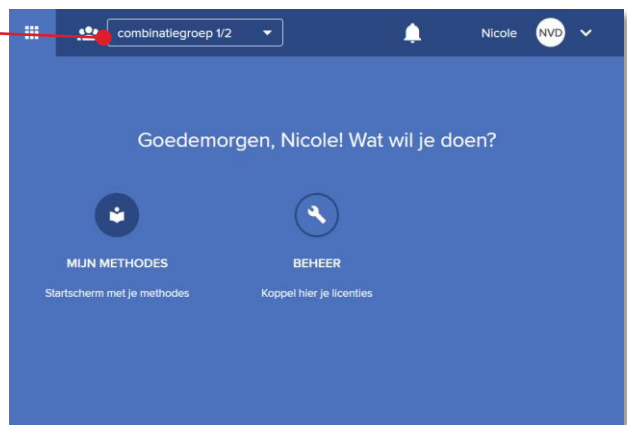 combinatiegroep 1/2
Nicole
NVD
Goedemorgen, Nicole! Wat wil je doen?
MIJN METHODES
BEHEER
Startscherm met je methodes
Koppel hier je licenties